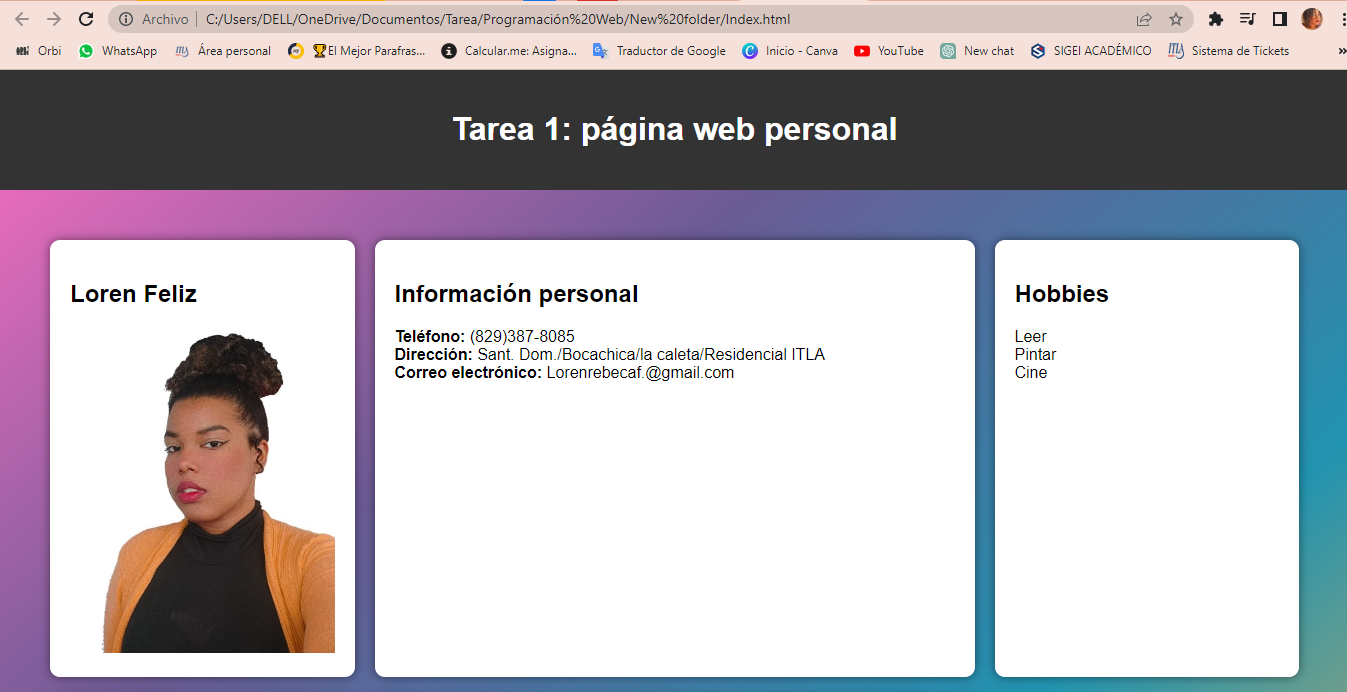 Archivo | C:/Users/DELL/OneDrive/Documentos/Tarea/Programación%20Web/New%20folder/Index.html
Orbi WhatsApp Área personal El Mejor Parafras... Calcular.me: Asigna... Traductor de Google Inicio - Canva YouTube New chat SIGEI ACADÉMICO Sistema de Tickets »
Tarea 1: página web personal
Loren Feliz
Información personal
Teléfono: (829)387-8085
Dirección: Sant. Dom./Bocachica/la caleta/Residencial ITLA
Correo electrónico: Lorenrebecaf.@gmail.com
Hobbies
Leer
Pintar
Cine